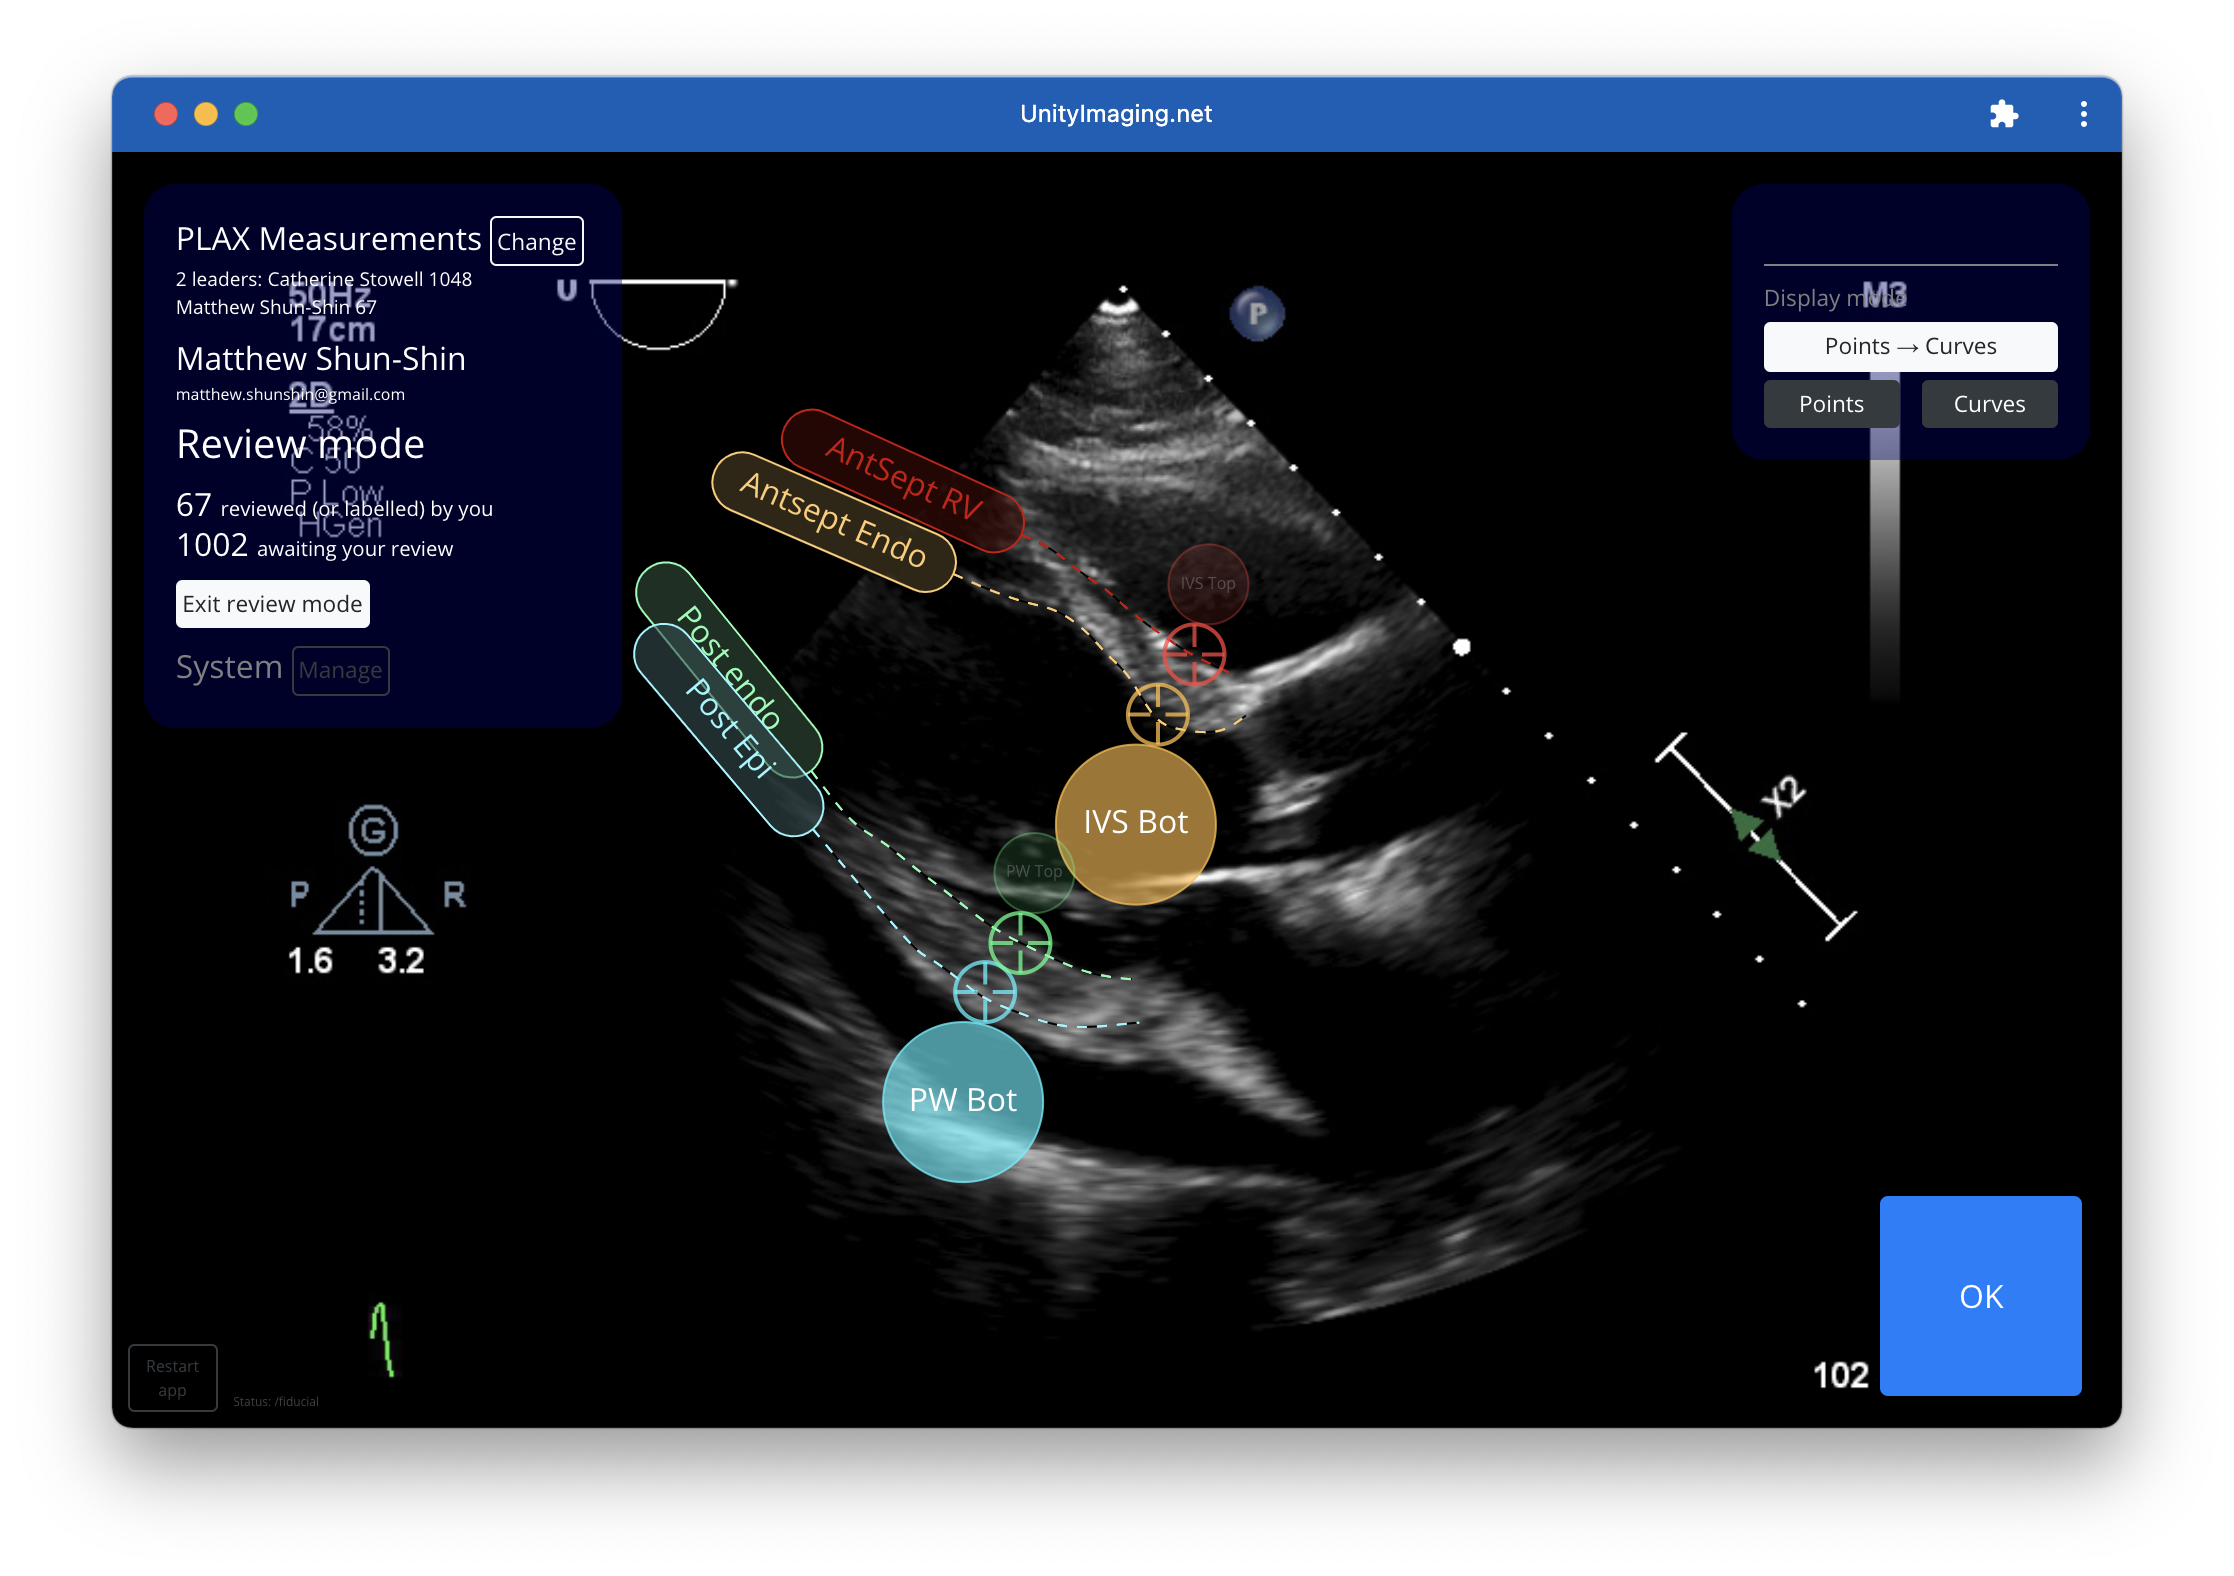 UnityImaging.net
PLAX Measurements Change
2 leaders: Catherine Stowell 1048
Matthew Shun-Shin 67
50Hz
17cm
Matthew Shun-Shin
matthew.shunshin@gmail.com
2D
58%
Review mode
C 50
P Low
67 reviewed (or labelled) by you
HGen
1002 awaiting your review
Exit review mode
System Manage
U
P
M3
Display mode
Points → Curves
Points Curves
AntSept RV
Antsept Endo
Post endo
Post Epi
IVS Top
IVS Bot
PW Top
PW Bot
X2
G
P R
1.6 3.2
OK
102
Restart
app
Status: /fiducial